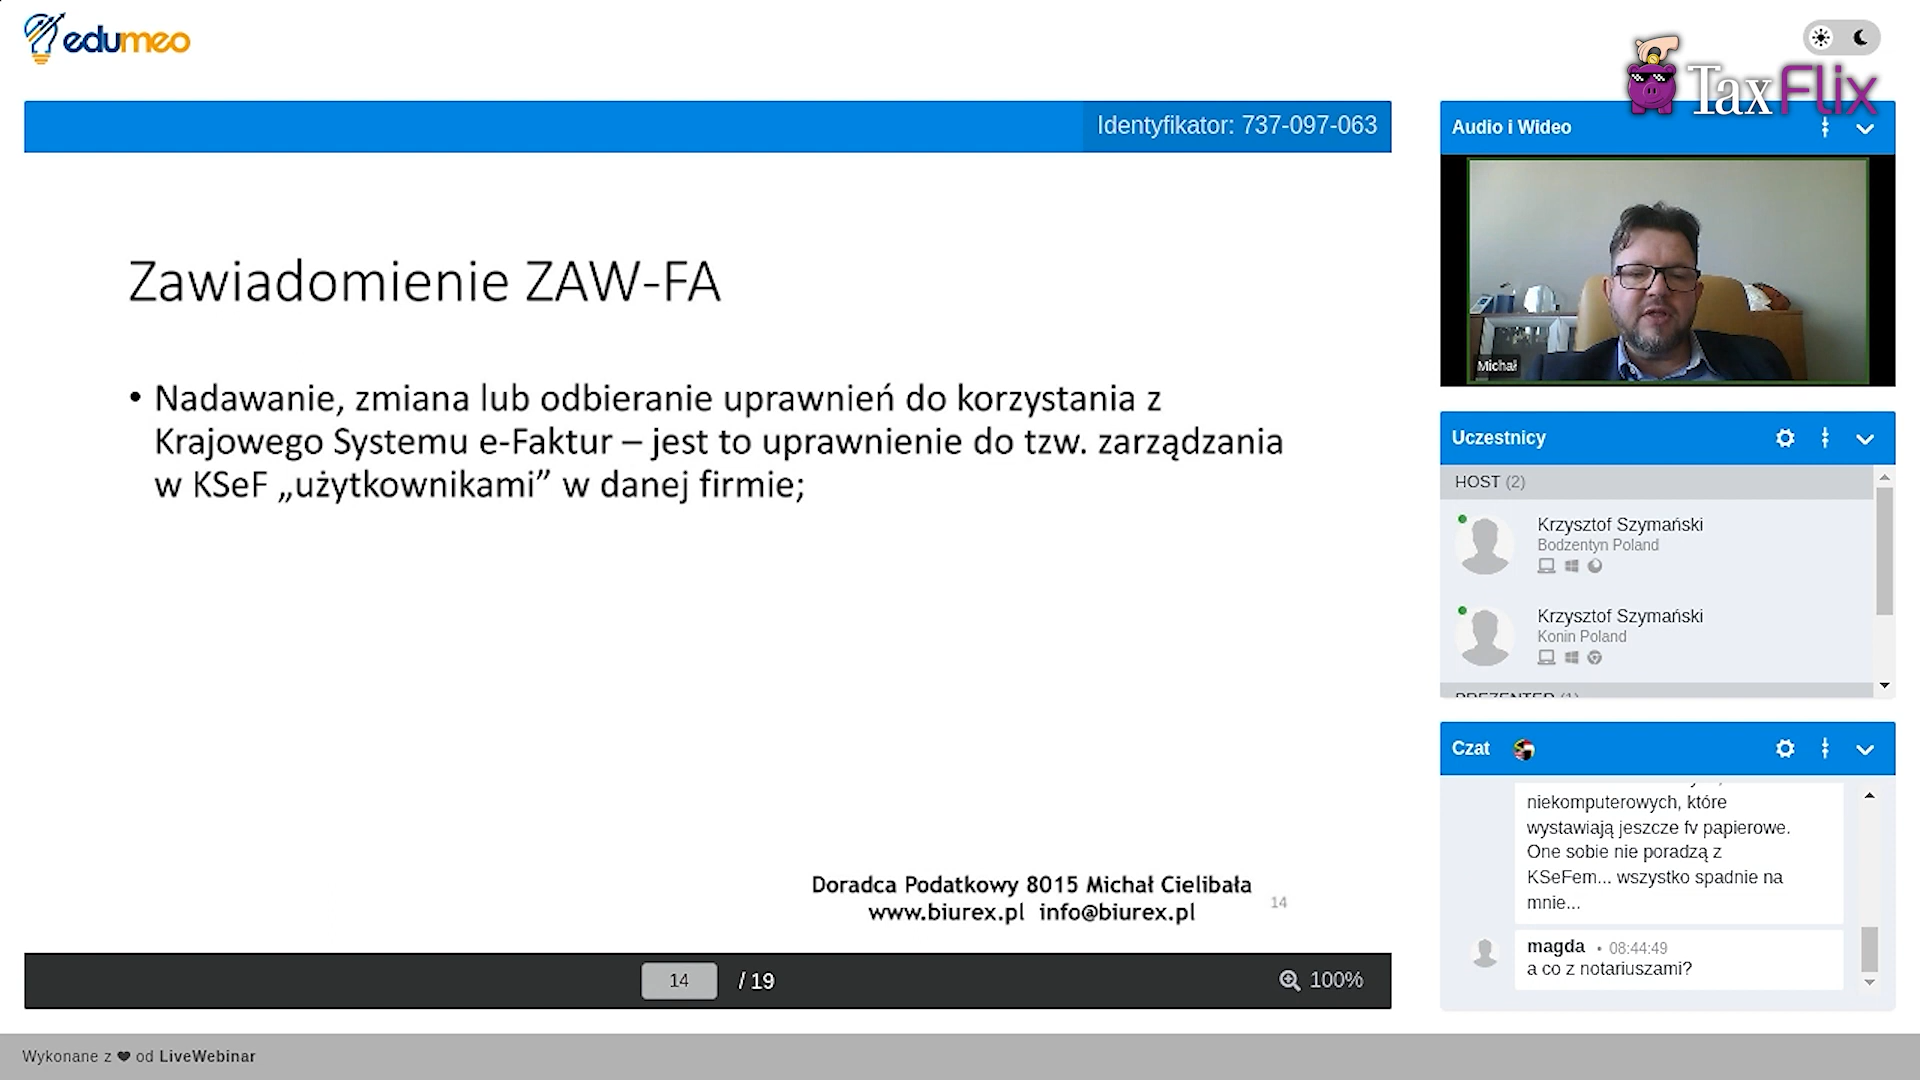 edumeo
TaxFlix
Identyfikator: 737-097-063
Zawiadomienie ZAW-FA
• Nadawanie, zmiana lub odbieranie uprawnień do korzystania z
Krajowego Systemu e-Faktur – jest to uprawnienie do tzw. zarządzania
w KSeF „użytkownikami” w danej firmie;
Doradca Podatkowy 8015 Michał Cielibała
www.biurex.pl info@biurex.pl
14
14 / 19
100%
Audio i Wideo
Michał
Uczestnicy
HOST (2)
Krzysztof Szymański
Bodzentyn Poland
Krzysztof Szymański
Konin Poland
PREZENTER (1)
Czat
niekomputerowych, które
wystawiają jeszcze fv papierowe.
One sobie nie poradzą z
KSeFem... wszystko spadnie na
mnie...
magda • 08:44:49
a co z notariuszami?
Wykonane z ❤ od LiveWebinar